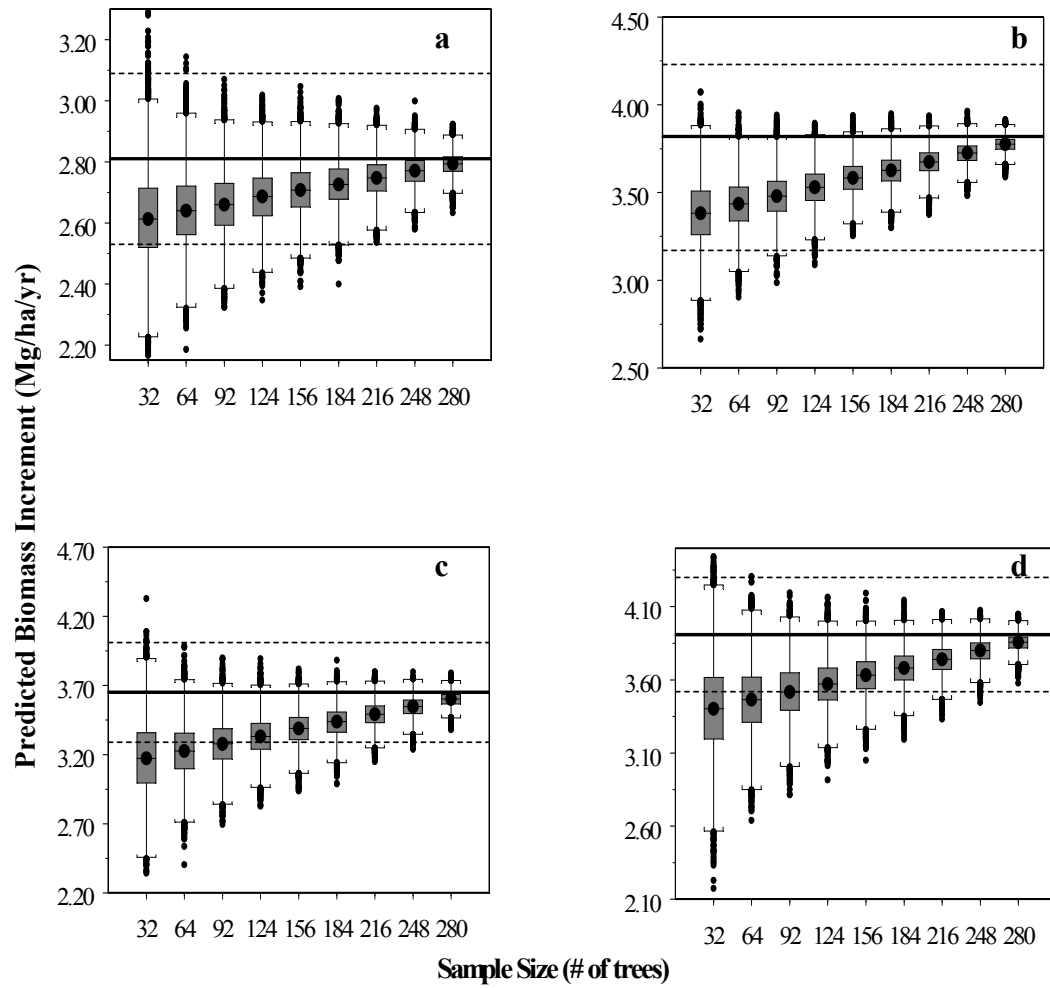 Predicted Biomass Increment (Mg/ha/yr)
a
3.20
3.00
2.80
2.60
2.40
2.20
32 64 92 124 156 184 216 248 280
b
4.50
4.00
3.50
3.00
2.50
32 64 92 124 156 184 216 248 280
c
4.70
4.20
3.70
3.20
2.70
2.20
32 64 92 124 156 184 216 248 280
d
4.10
3.60
3.10
2.60
2.10
32 64 92 124 156 184 216 248 280
Sample Size (# of trees)